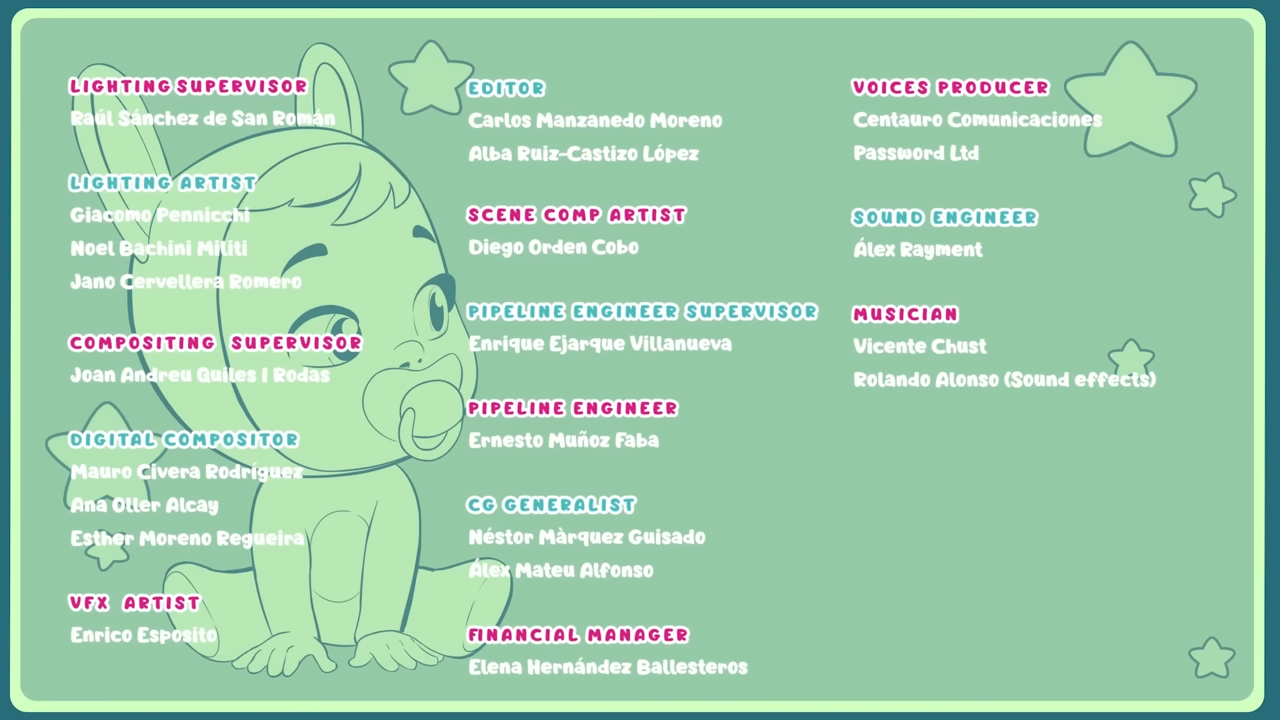 LIGHTING SUPERVISOR
Raúl Sánchez de San Román
LIGHTING ARTIST
Giacomo Pennicchi
Noel Bachini Militi
Jano Cervellera Romero
COMPOSITING SUPERVISOR
Joan Andreu Quiles I Rodas
DIGITAL COMPOSITOR
Mauro Civera Rodríguez
Ana Oller Alcay
Esther Moreno Regueira
VFX ARTIST
Enrico Esposito
EDITOR
Carlos Manzanedo Moreno
Alba Ruiz-Castizo López
SCENE COMP ARTIST
Diego Orden Cobo
PIPELINE ENGINEER SUPERVISOR
Enrique Ejarque Villanueva
PIPELINE ENGINEER
Ernesto Muñoz Faba
CG GENERALIST
Néstor Màrquez Guisado
Álex Mateu Alfonso
FINANCIAL MANAGER
Elena Hernández Ballesteros
VOICES PRODUCER
Centauro Comunicaciones
Password Ltd
SOUND ENGINEER
Álex Rayment
MUSICIAN
Vicente Chust
Rolando Alonso (Sound effects)